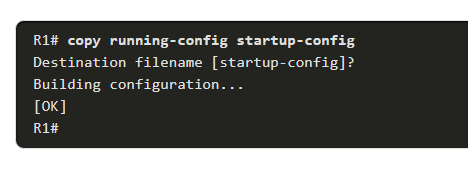 R1# copy running-config startup-config
Destination filename [startup-config]?
Building configuration...
[OK]
R1#